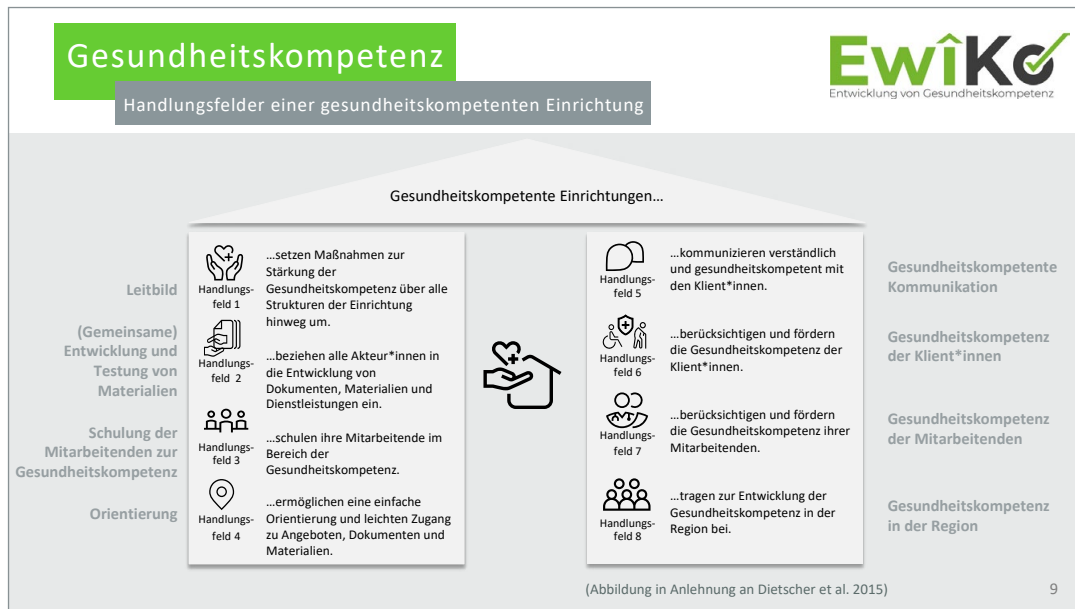 Gesundheitskompetenz
Handlungsfelder einer gesundheitskompetenten Einrichtung
EwîKo
Entwicklung von Gesundheitskompetenz
Gesundheitskompetente Einrichtungen…
Leitbild
Handlungs-
feld 1
…setzen Maßnahmen zur
Stärkung der
Gesundheitskompetenz über alle
Strukturen der Einrichtung
hinweg um.
(Gemeinsame)
Entwicklung und
Testung von
Materialien
Handlungs-
feld 2
…beziehen alle Akteur*innen in
die Entwicklung von
Dokumenten, Materialien und
Dienstleistungen ein.
Schulung der
Mitarbeitenden zur
Gesundheitskompetenz
Handlungs-
feld 3
…schulen ihre Mitarbeitende im
Bereich der
Gesundheitskompetenz.
Orientierung
Handlungs-
feld 4
…ermöglichen eine einfache
Orientierung und leichten Zugang
zu Angeboten, Dokumenten und
Materialien.
Handlungs-
feld 5
…kommunizieren verständlich
und gesundheitskompetent mit
den Klient*innen.
Gesundheitskompetente
Kommunikation
Handlungs-
feld 6
…berücksichtigen und fördern
die Gesundheitskompetenz der
Klient*innen.
Gesundheitskompetenz
der Klient*innen
Handlungs-
feld 7
…berücksichtigen und fördern
die Gesundheitskompetenz ihrer
Mitarbeitenden.
Gesundheitskompetenz
der Mitarbeitenden
Handlungs-
feld 8
…tragen zur Entwicklung der
Gesundheitskompetenz in der
Region bei.
Gesundheitskompetenz
in der Region
(Abbildung in Anlehnung an Dietscher et al. 2015)
9